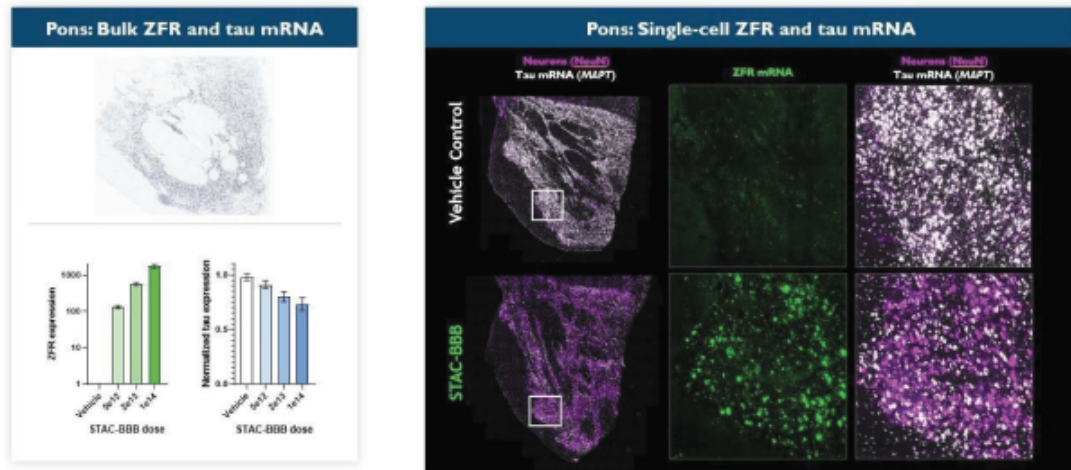 Pons: Bulk ZFR and tau mRNA
ZFR expression
1000
100
10
1
Vehicle
5e12
2e13
1e14
STAC-BBB dose
Normalized tau expression
1.0
0.5
0.0
Vehicle
5e12
2e13
1e14
STAC-BBB dose
Pons: Single-cell ZFR and tau mRNA
Neurons (NeuN)
Tau mRNA (MAPT)
ZFR mRNA
Neurons (NeuN)
Tau mRNA (MAPT)
Vehicle Control
STAC-BBB